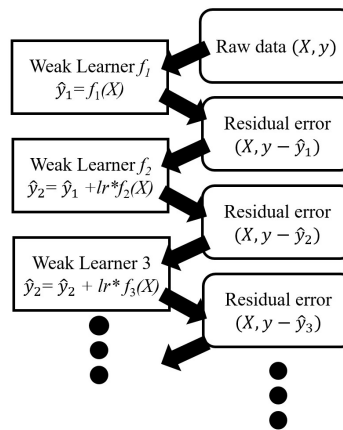 Raw data (X, y)
Weak Learner f₁
ŷ₁= f₁(X)
Residual error
(X, y − ŷ₁)
Weak Learner f₂
ŷ₂= ŷ₁ +lr*f₂(X)
Residual error
(X, y − ŷ₂)
Weak Learner 3
ŷ₂= ŷ₂ + lr* f₃(X)
Residual error
(X, y − ŷ₃)